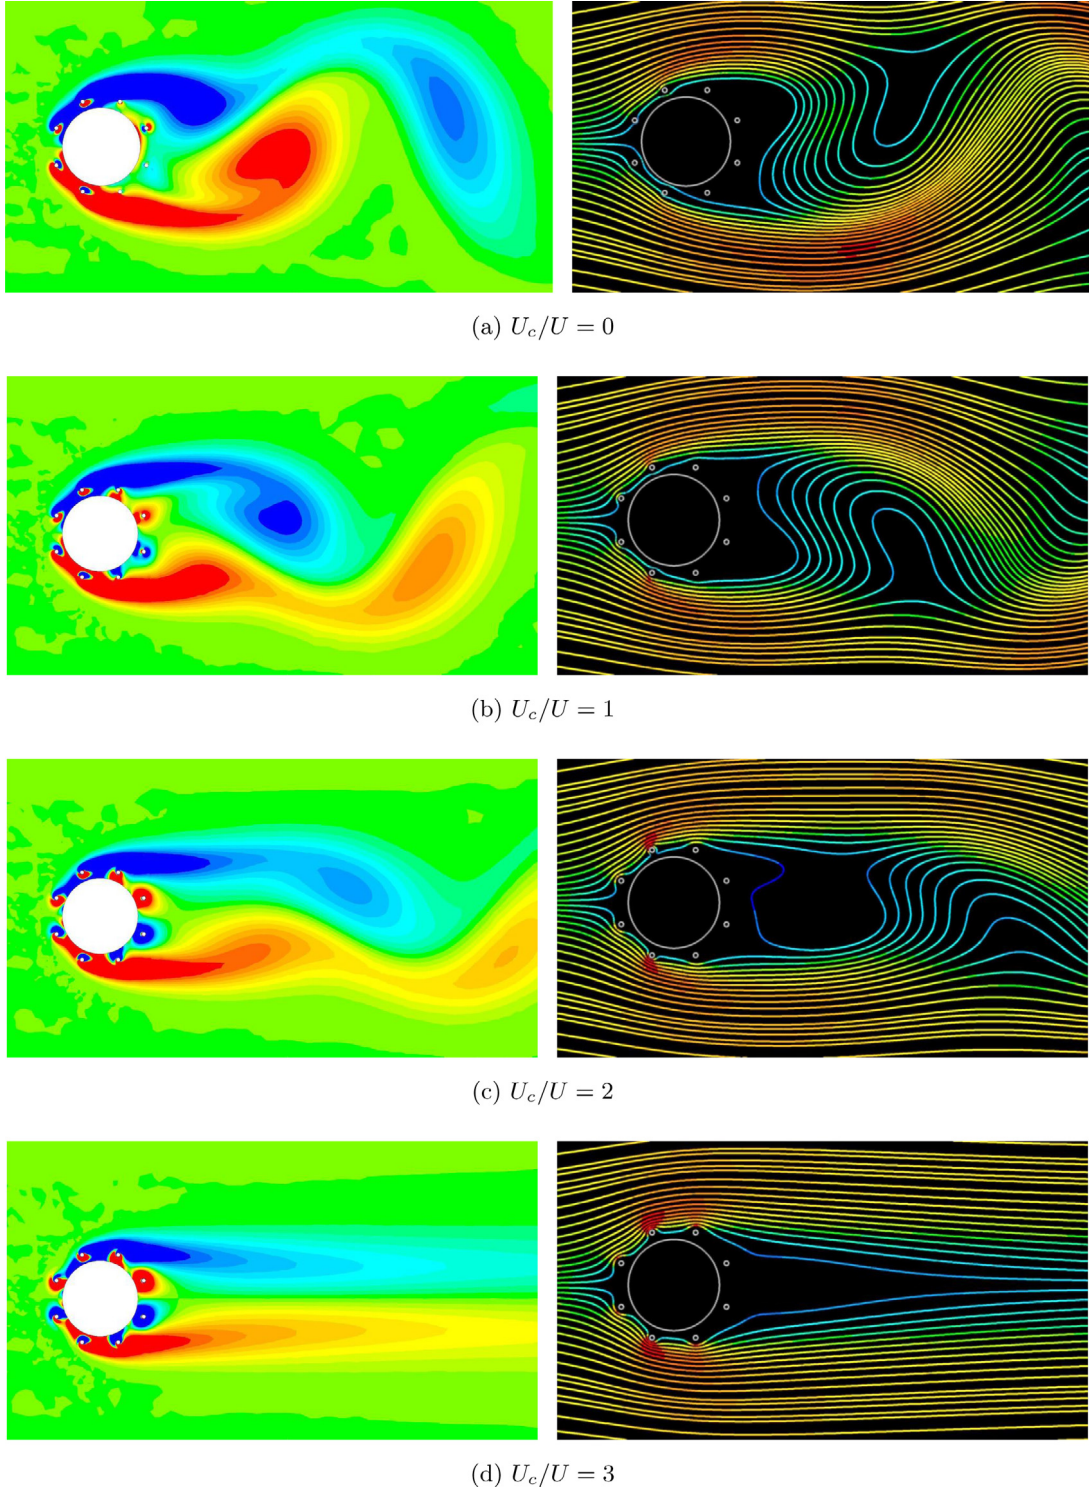 (a) U_c/U = 0
(b) U_c/U = 1
(c) U_c/U = 2
(d) U_c/U = 3